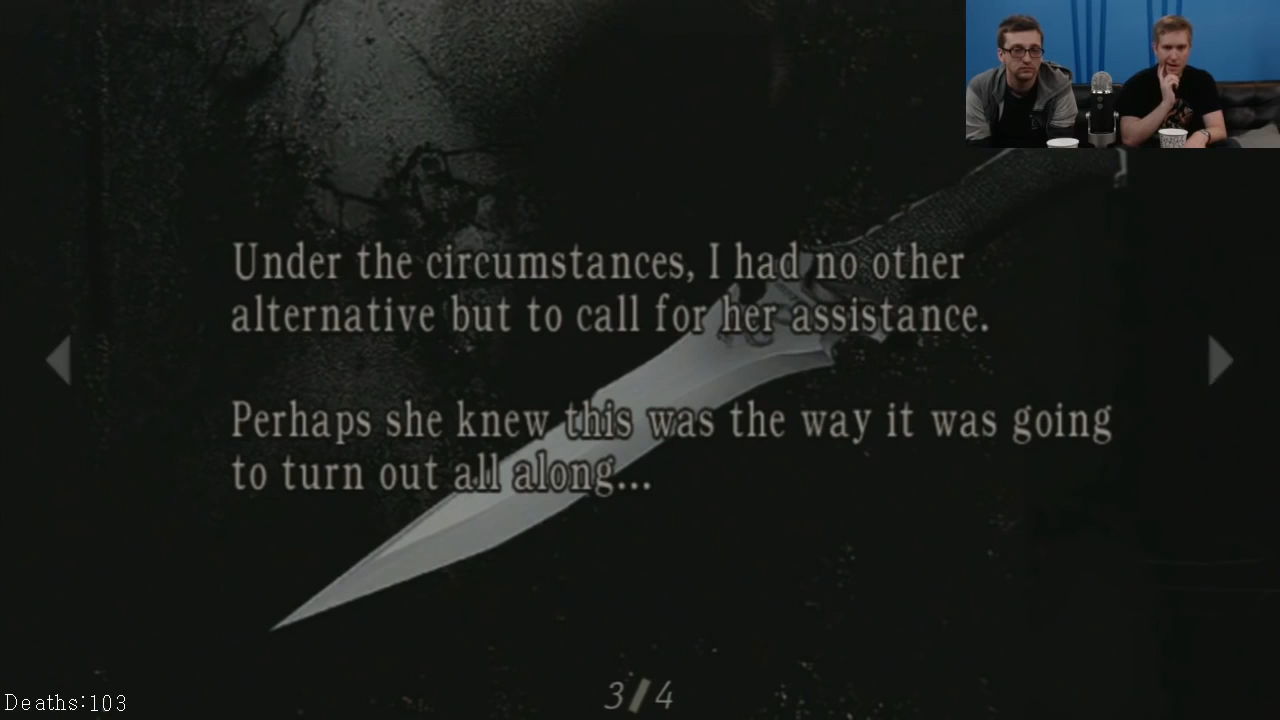 Under the circumstances, I had no other
alternative but to call for her assistance.
Perhaps she knew this was the way it was going
to turn out all along...
3/4
Deaths:103